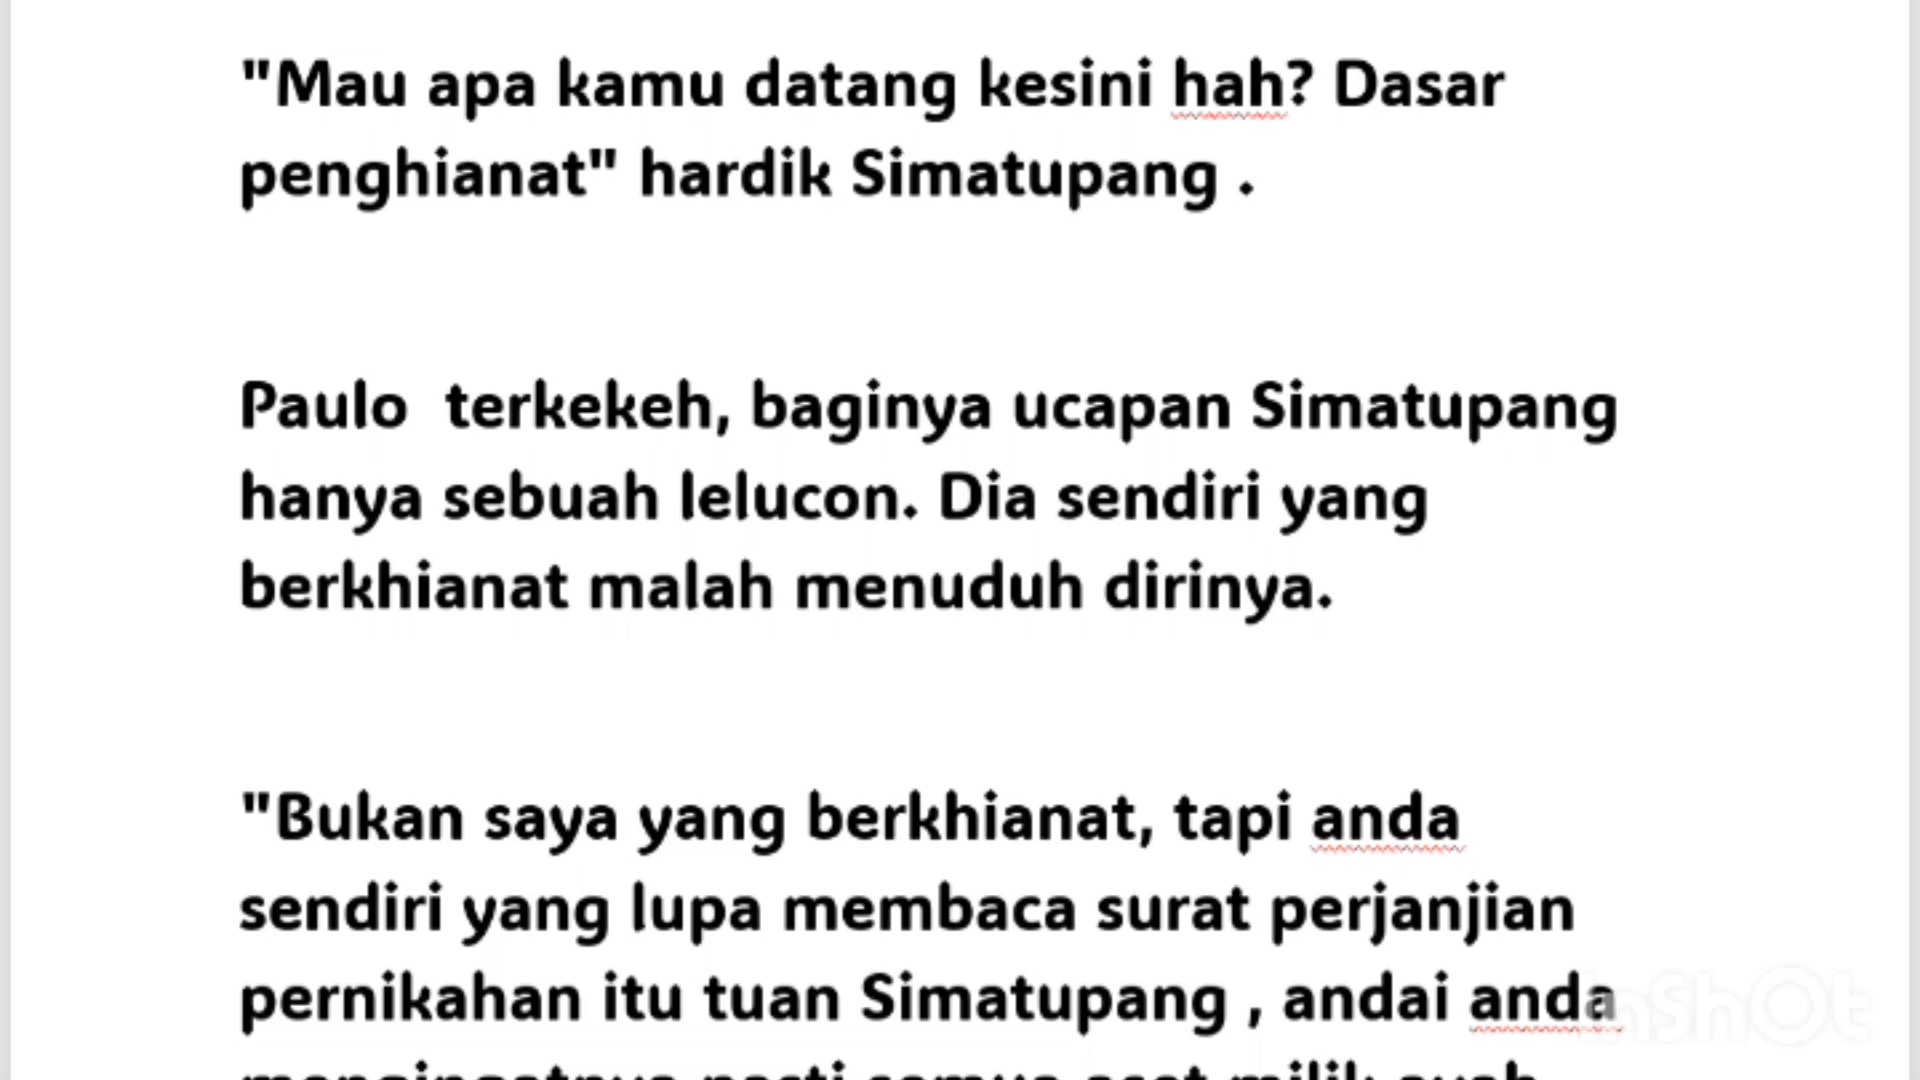 "Mau apa kamu datang kesini hah? Dasar
penghianat" hardik Simatupang .
Paulo  terkekeh, baginya ucapan Simatupang
hanya sebuah lelucon. Dia sendiri yang
berkhianat malah menuduh dirinya.
"Bukan saya yang berkhianat, tapi anda
sendiri yang lupa membaca surat perjanjian
pernikahan itu tuan Simatupang , andai anda
InShOt